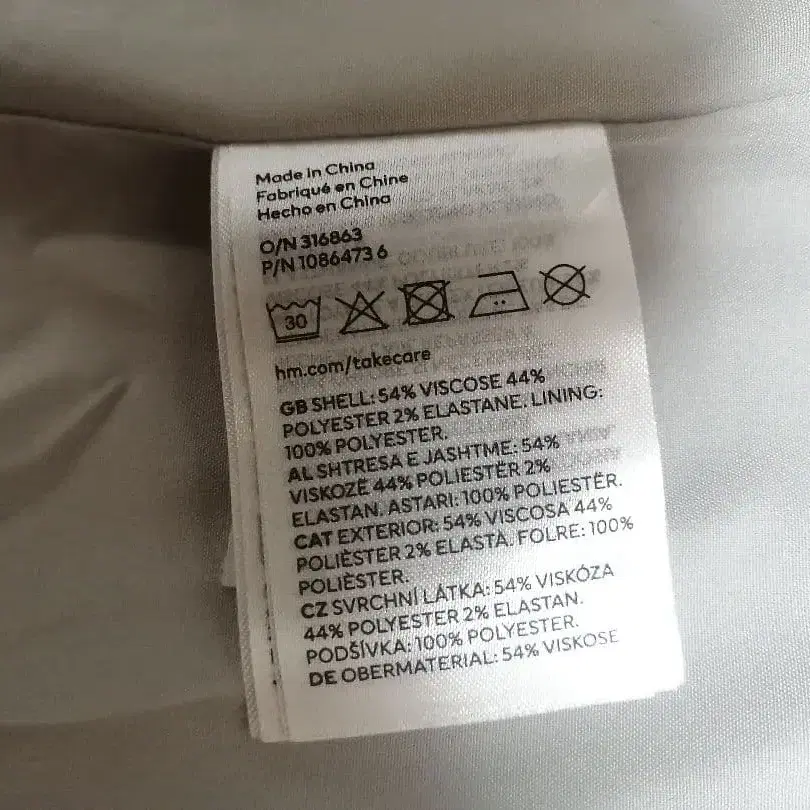 Made in China
Fabriqué en Chine
Hecho en China
O/N 316863
P/N 1086473 6
30
hm.com/takecare
GB SHELL: 54% VISCOSE 44%
POLYESTER 2% ELASTANE. LINING:
100% POLYESTER.
AL SHTRESA E JASHTME: 54%
VISKOZË 44% POLIESTËR 2%
ELASTAN. ASTARI: 100% POLIESTËR.
CAT EXTERIOR: 54% VISCOSA 44%
POLIÈSTER 2% ELASTÀ. FOLRE: 100%
POLIÈSTER.
CZ SVRCHNÍ LÁTKA: 54% VISKÓZA
44% POLYESTER 2% ELASTAN.
PODŠÍVKA: 100% POLYESTER.
DE OBERMATERIAL: 54% VISKOSE